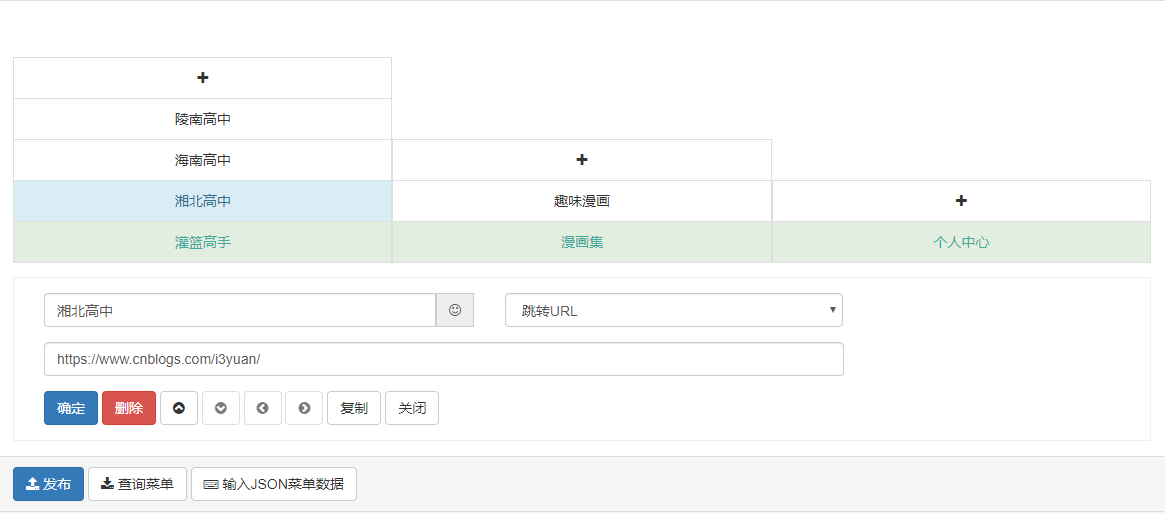 陵南高中
海南高中
湘北高中 趣味漫画
灌篮高手 漫画集 个人中心
湘北高中 跳转URL
https://www.cnblogs.com/i3yuan/
确定 删除 复制 关闭
发布 查询菜单 输入JSON菜单数据